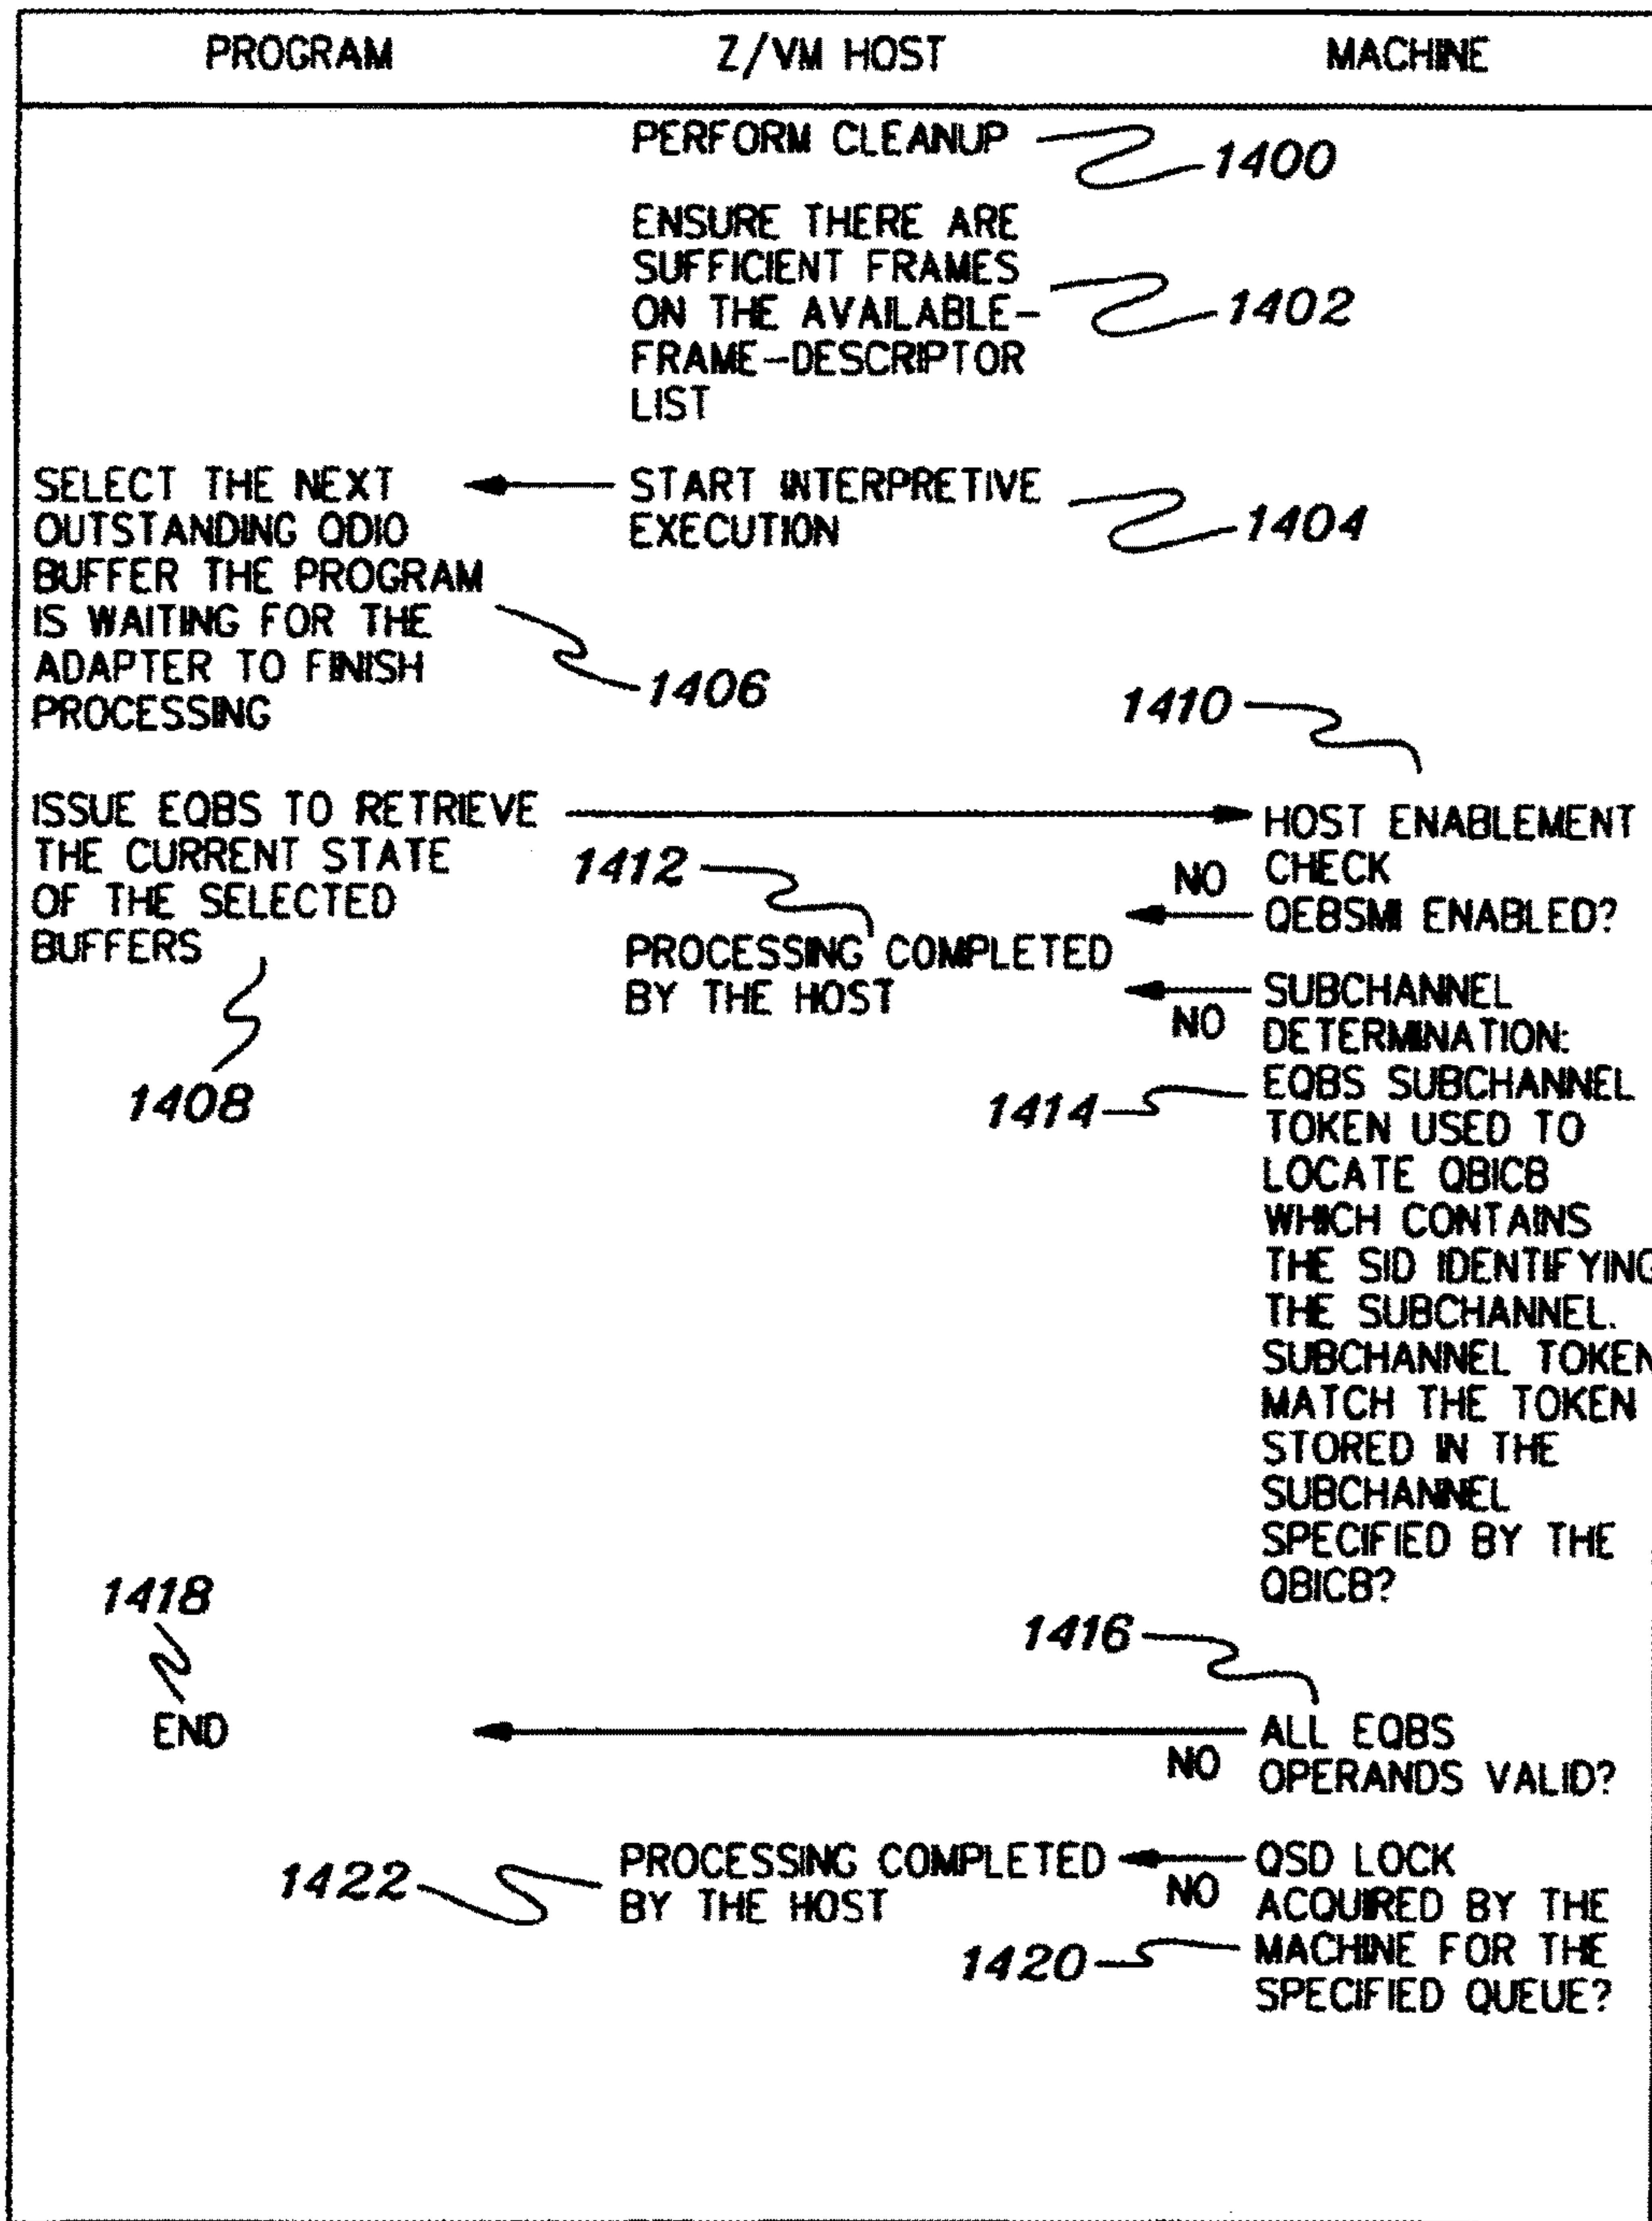 PROGRAM
Z/VM HOST
MACHINE
PERFORM CLEANUP
1400
ENSURE THERE ARE
SUFFICIENT FRAMES
ON THE AVAILABLE-
FRAME-DESCRIPTOR
LIST
1402
START INTERPRETIVE
EXECUTION
1404
SELECT THE NEXT
OUTSTANDING QDIO
BUFFER THE PROGRAM
IS WAITING FOR THE
ADAPTER TO FINISH
PROCESSING
1406
1410
ISSUE EQBS TO RETRIEVE
THE CURRENT STATE
OF THE SELECTED
BUFFERS
1408
HOST ENABLEMENT
CHECK
QEBSMI ENABLED?
NO
1412
PROCESSING COMPLETED
BY THE HOST
NO
SUBCHANNEL
DETERMINATION:
EQBS SUBCHANNEL
TOKEN USED TO
LOCATE QBICB
WHICH CONTAINS
THE SID IDENTIFYING
THE SUBCHANNEL.
SUBCHANNEL TOKEN
MATCH THE TOKEN
STORED IN THE
SUBCHANNEL
SPECIFIED BY THE
QBICB?
1414
1418
END
1416
NO
ALL EQBS
OPERANDS VALID?
1422
PROCESSING COMPLETED
BY THE HOST
NO
QSD LOCK
ACQUIRED BY THE
MACHINE FOR THE
SPECIFIED QUEUE?
1420